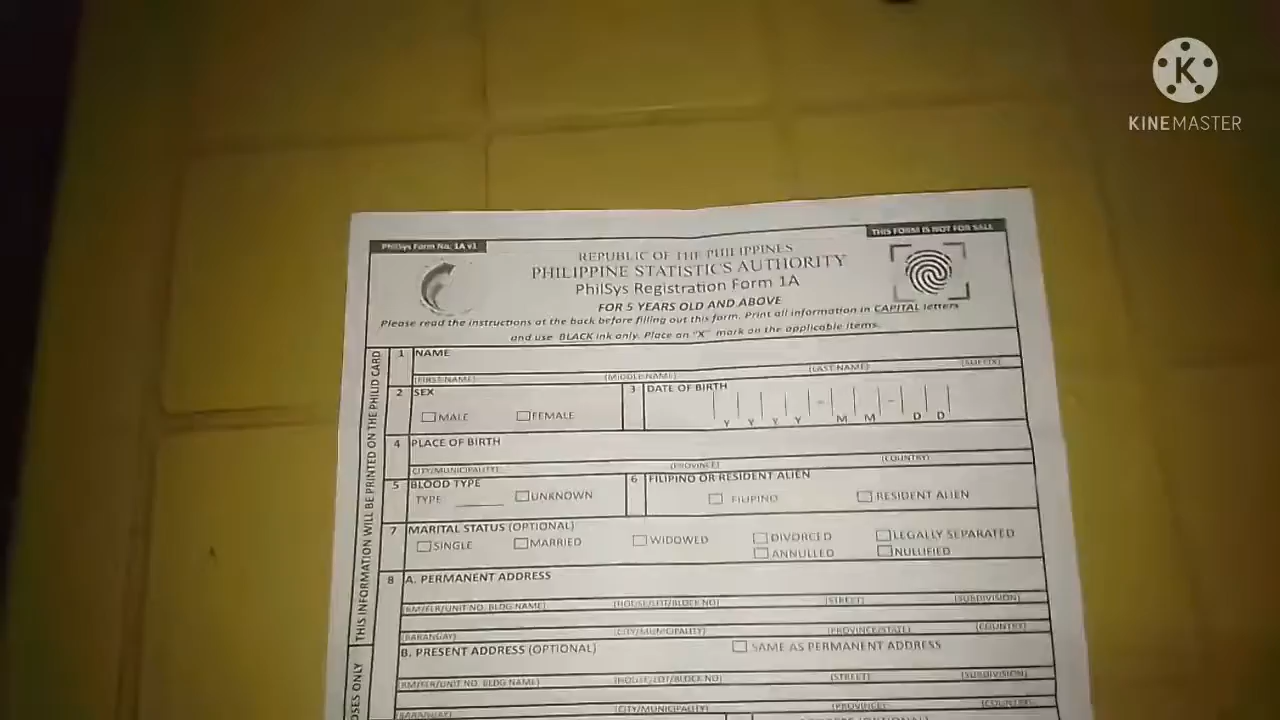 KINEMASTER
PhilSys Form No. 1A v1
THIS FORM IS NOT FOR SALE
REPUBLIC OF THE PHILIPPINES
PHILIPPINE STATISTICS AUTHORITY
PhilSys Registration Form 1A
FOR 5 YEARS OLD AND ABOVE
Please read the instructions at the back before filling out this form. Print all information in CAPITAL letters
and use BLACK ink only. Place an "X" mark on the applicable items.
THIS INFORMATION WILL BE PRINTED ON THE PHILID CARD
1 NAME
(FIRST NAME) (MIDDLE NAME) (LAST NAME) (SUFFIX)
2 SEX 3 DATE OF BIRTH
MALE FEMALE
Y Y Y Y - M M - D D
4 PLACE OF BIRTH
(CITY/MUNICIPALITY) (PROVINCE) (COUNTRY)
5 BLOOD TYPE 6 FILIPINO OR RESIDENT ALIEN
TYPE ______ UNKNOWN FILIPINO RESIDENT ALIEN
7 MARITAL STATUS (OPTIONAL)
SINGLE MARRIED WIDOWED DIVORCED LEGALLY SEPARATED
ANNULLED NULLIFIED
8 A. PERMANENT ADDRESS
(RM/FLR/UNIT NO. BLDG NAME) (HOUSE/LOT/BLOCK NO) (STREET) (SUBDIVISION)
(BARANGAY) (CITY/MUNICIPALITY) (PROVINCE/STATE) (COUNTRY)
B. PRESENT ADDRESS (OPTIONAL) SAME AS PERMANENT ADDRESS
(RM/FLR/UNIT NO. BLDG NAME) (HOUSE/LOT/BLOCK NO) (STREET) (SUBDIVISION)
(BARANGAY) (CITY/MUNICIPALITY) (PROVINCE) (COUNTRY)
ONLY
(OPTIONAL)